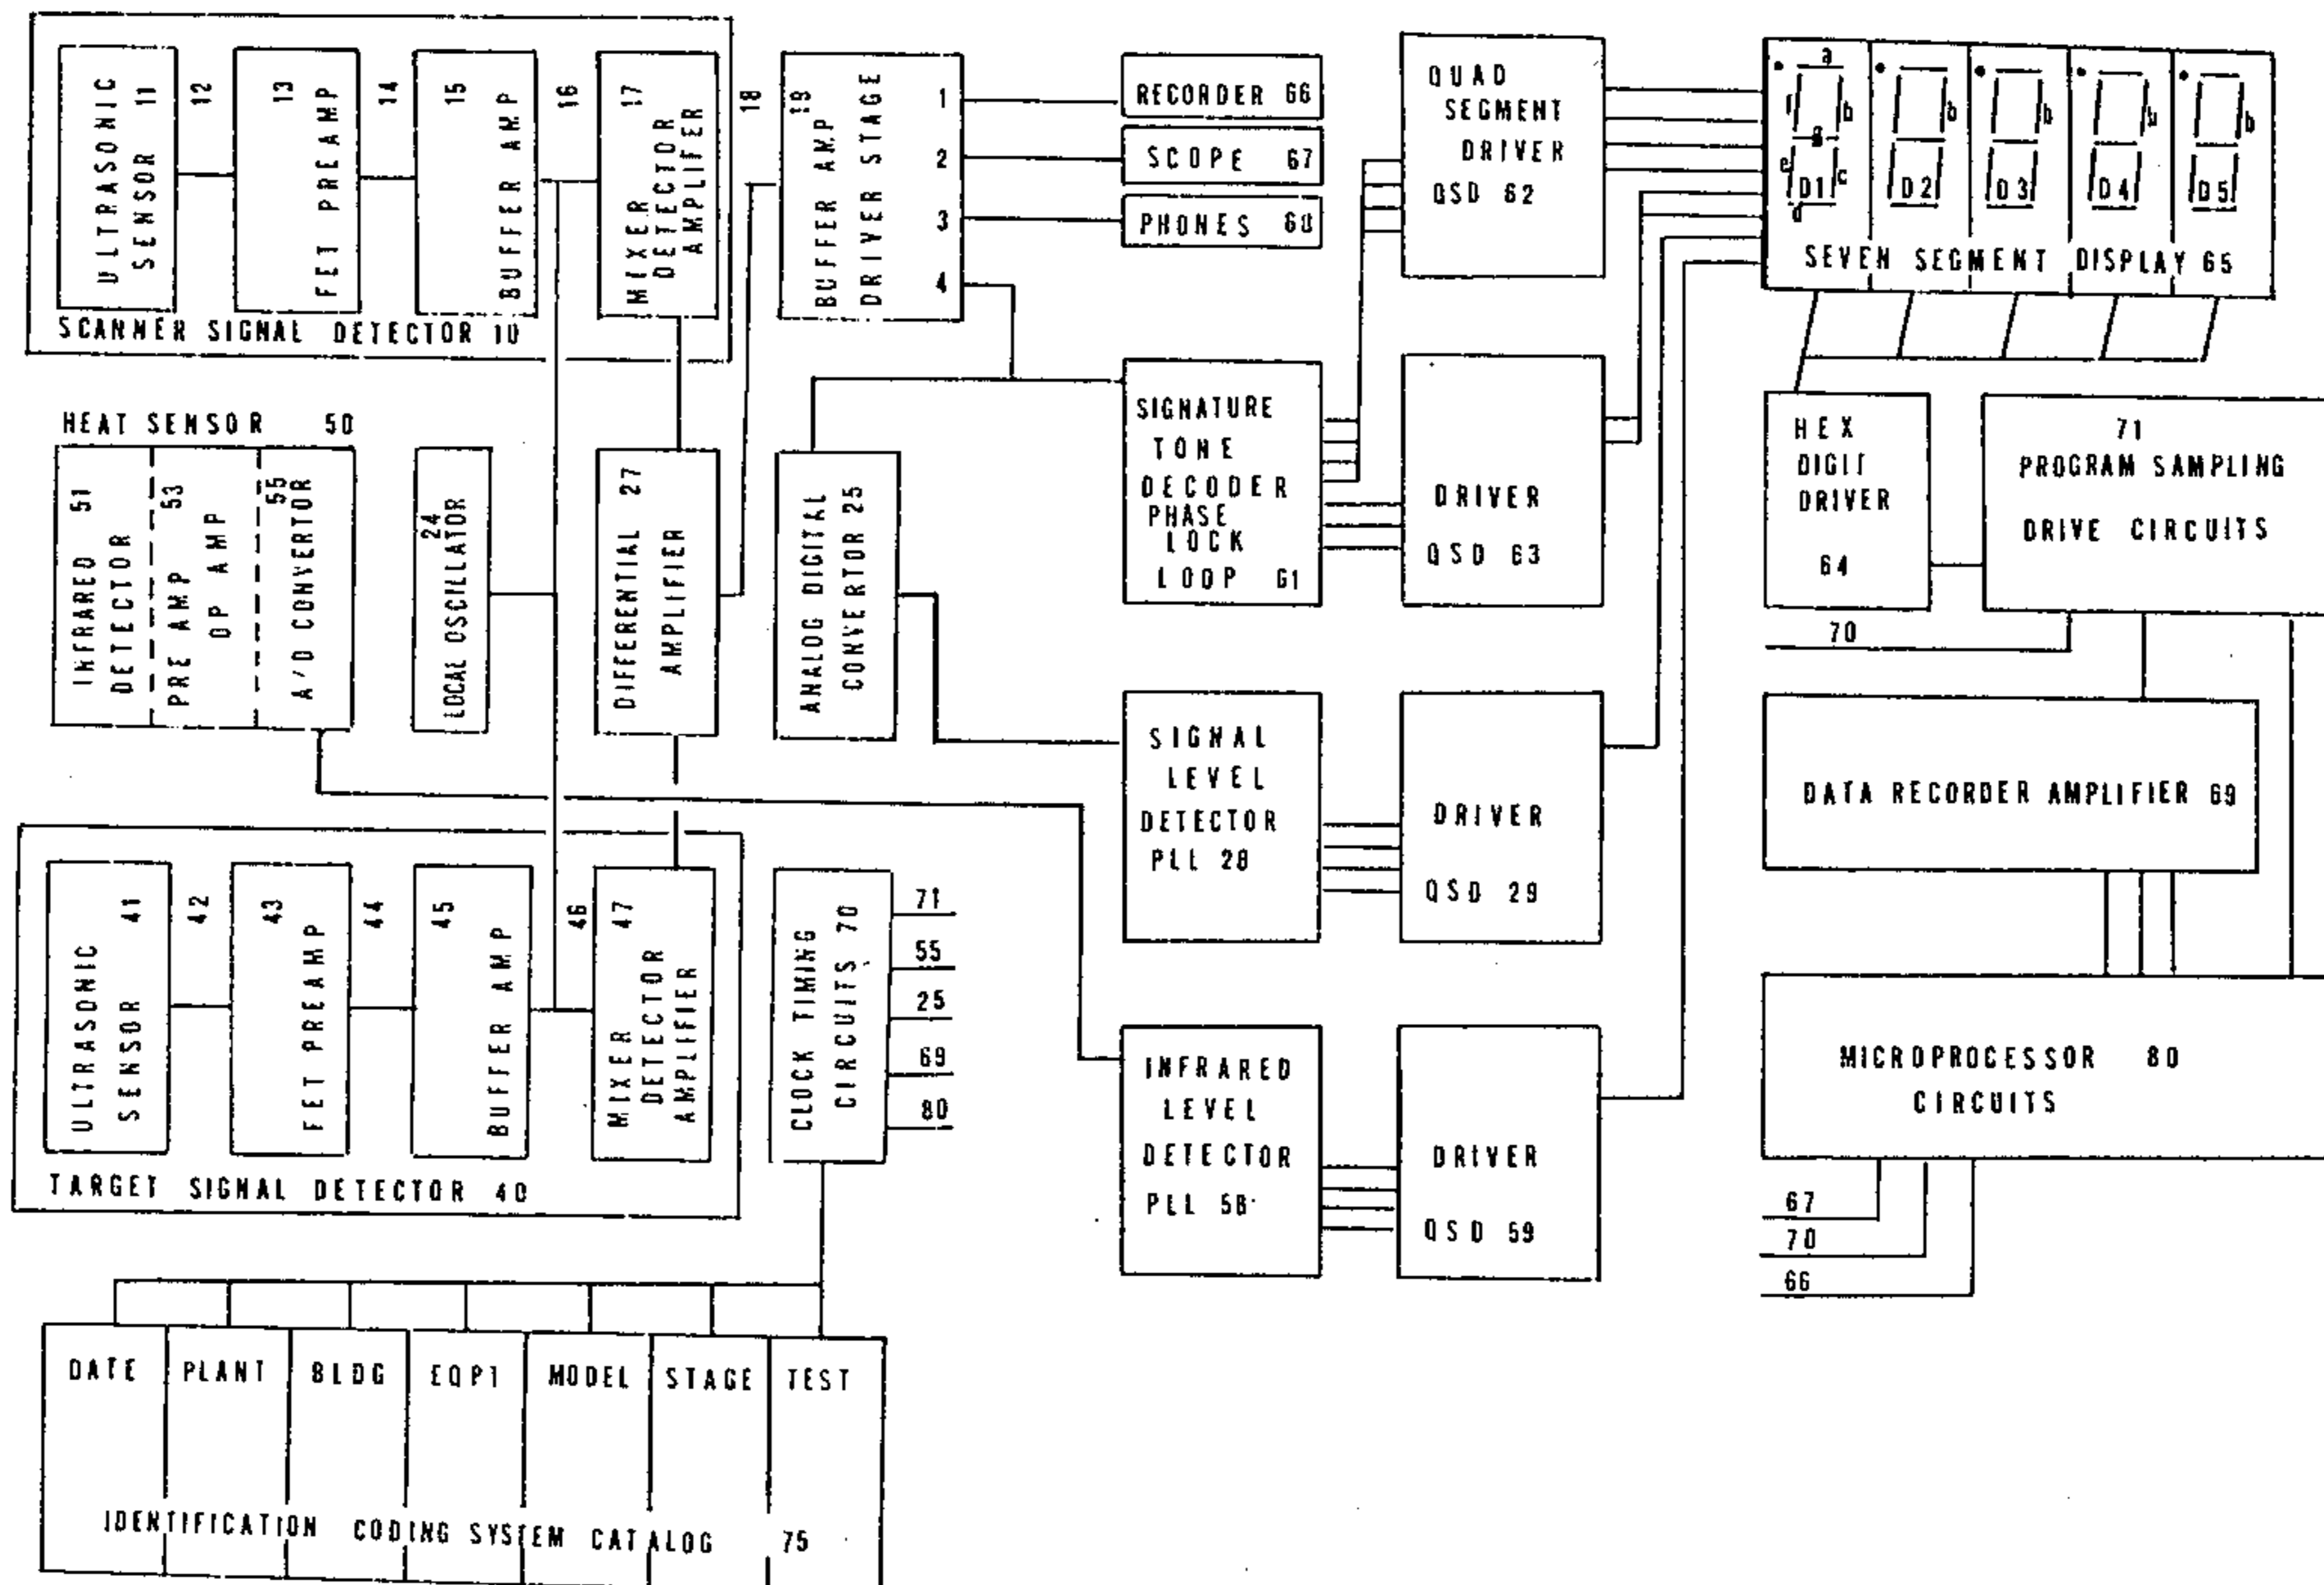 ULTRASONIC
SENSOR 11
12
13
FET PREAMP
14
15
BUFFER AMP
16
17
MIXER
DETECTOR
AMPLIFIER
SCANNER SIGNAL DETECTOR 10
18
19
BUFFER AMP
DRIVER STAGE
1
2
3
4
RECORDER 66
SCOPE 67
PHONES 68
QUAD
SEGMENT
DRIVER
QSD 62
a
f
b
g
e
c
d
D1
b
D2
b
D3
b
D4
b
D5
SEVEN SEGMENT DISPLAY 65
HEAT SENSOR 50
INFRARED 51
DETECTOR
PRE AMP 53
OP AMP
55
A/D CONVERTOR
24
LOCAL OSCILLATOR
DIFFERENTIAL 27
AMPLIFIER
ANALOG DIGITAL
CONVERTOR 25
SIGNATURE
TONE
DECODER
PHASE
LOCK
LOOP 61
DRIVER
QSD 63
HEX
DIGIT
DRIVER
64
71
PROGRAM SAMPLING
DRIVE CIRCUITS
70
SIGNAL
LEVEL
DETECTOR
PLL 28
DRIVER
QSD 29
DATA RECORDER AMPLIFIER 69
ULTRASONIC
SENSOR 41
42
43
FET PREAMP
44
45
BUFFER AMP
46
47
MIXER
DETECTOR
AMPLIFIER
TARGET SIGNAL DETECTOR 40
CLOCK TIMING
CIRCUITS 70
71
55
25
69
80
INFRARED
LEVEL
DETECTOR
PLL 58
DRIVER
QSD 59
MICROPROCESSOR 80
CIRCUITS
67
70
66
DATE PLANT BLDG EQPT MODEL STAGE TEST
IDENTIFICATION CODING SYSTEM CATALOG 75